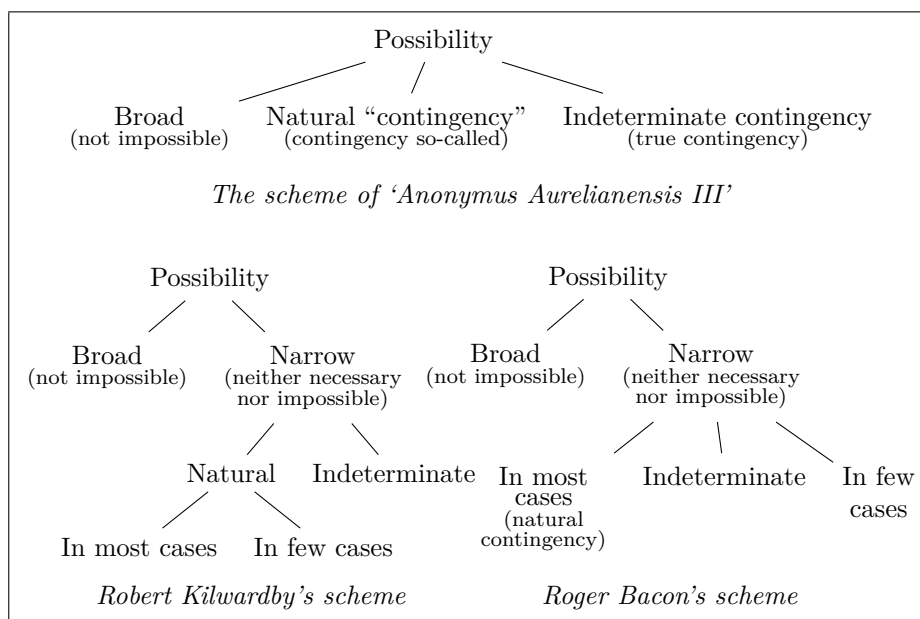 Possibility
Broad
(not impossible)
Natural “contingency”
(contingency so-called)
Indeterminate contingency
(true contingency)
The scheme of ‘Anonymus Aurelianensis III’
Possibility
Broad
(not impossible)
Narrow
(neither necessary
nor impossible)
Natural
Indeterminate
In most cases
In few cases
Robert Kilwardby’s scheme
Possibility
Broad
(not impossible)
Narrow
(neither necessary
nor impossible)
In most
cases
(natural
contingency)
Indeterminate
In few
cases
Roger Bacon’s scheme